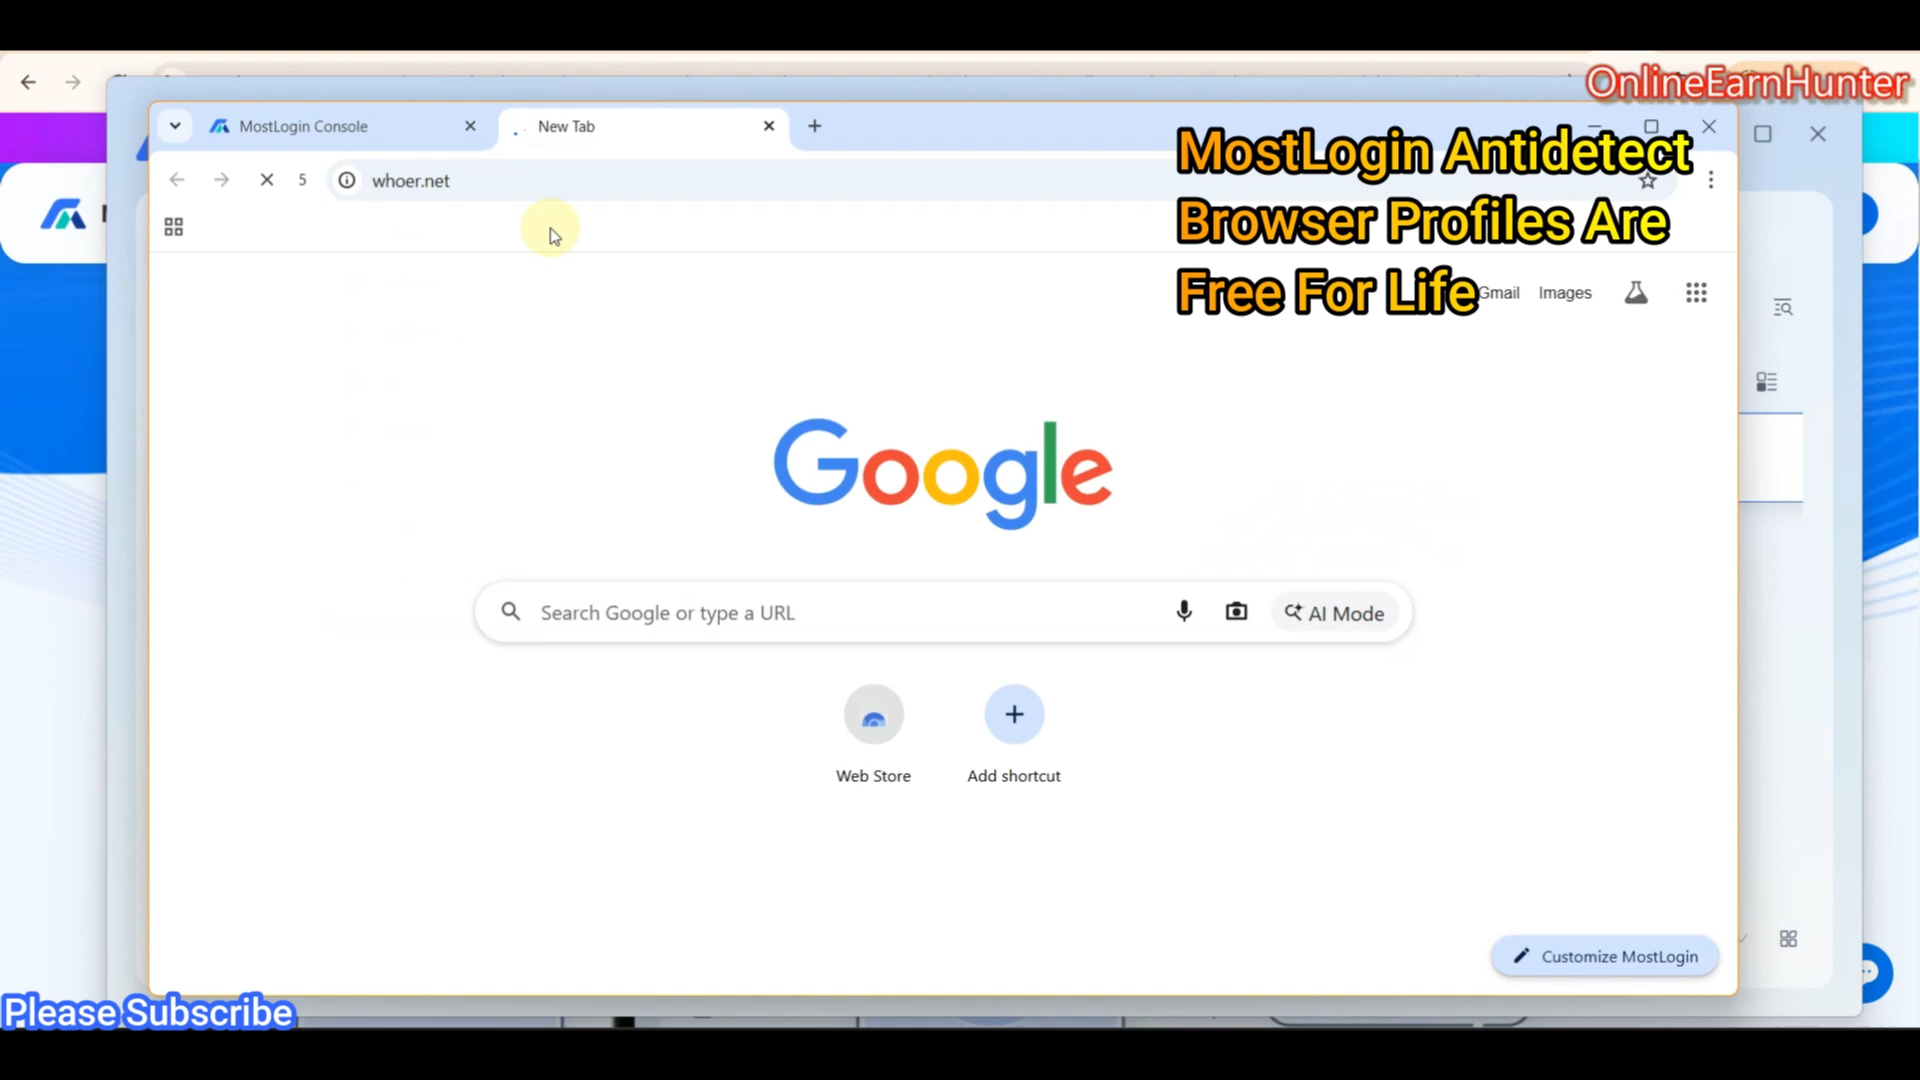 OnlineEarnHunter
MostLogin Console
New Tab
MostLogin Antidetect
Browser Profiles Are
Free For Life
5
whoer.net
Gmail
Images
Google
Search Google or type a URL
AI Mode
Web Store
Add shortcut
Customize MostLogin
Please Subscribe